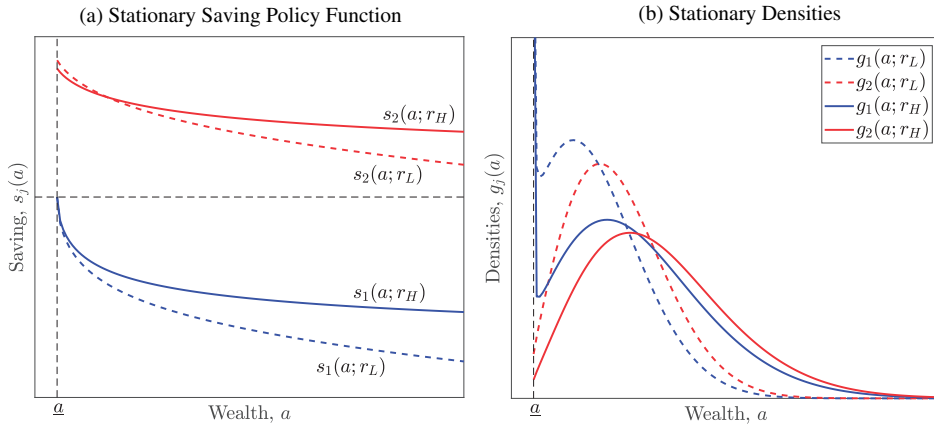 (a) Stationary Saving Policy Function
Saving, s_j(a)
s_2(a; r_H)
s_2(a; r_L)
s_1(a; r_H)
s_1(a; r_L)
a
Wealth, a
(b) Stationary Densities
Densities, g_j(a)
g_1(a; r_L)
g_2(a; r_L)
g_1(a; r_H)
g_2(a; r_H)
a
Wealth, a